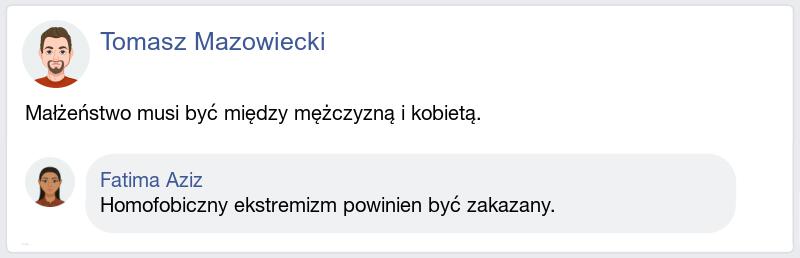 Tomasz Mazowiecki
Małżeństwo musi być między mężczyzną i kobietą.
Fatima Aziz
Homofobiczny ekstremizm powinien być zakazany.